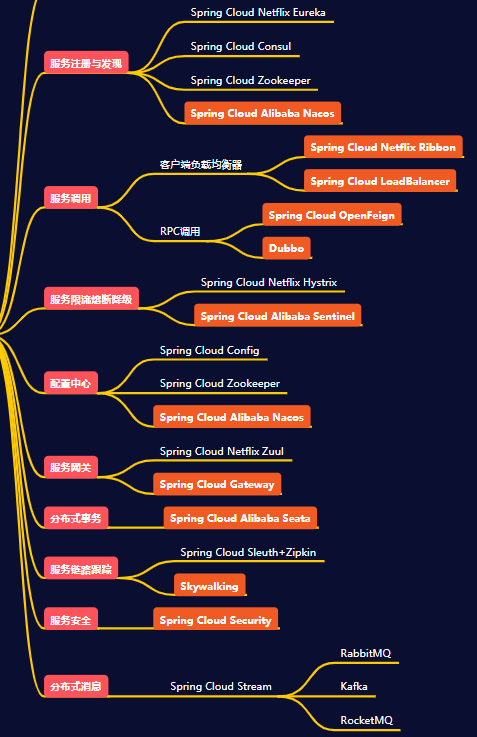 Spring Cloud Netflix Eureka
Spring Cloud Consul
服务注册与发现
Spring Cloud Zookeeper
Spring Cloud Alibaba Nacos
Spring Cloud Netflix Ribbon
客户端负载均衡器
Spring Cloud LoadBalancer
服务调用
Spring Cloud OpenFeign
RPC调用
Dubbo
Spring Cloud Netflix Hystrix
服务限流熔断降级
Spring Cloud Alibaba Sentinel
Spring Cloud Config
配置中心
Spring Cloud Zookeeper
Spring Cloud Alibaba Nacos
Spring Cloud Netflix Zuul
服务网关
Spring Cloud Gateway
分布式事务
Spring Cloud Alibaba Seata
Spring Cloud Sleuth+Zipkin
服务链路跟踪
Skywalking
服务安全
Spring Cloud Security
RabbitMQ
分布式消息
Spring Cloud Stream
Kafka
RocketMQ